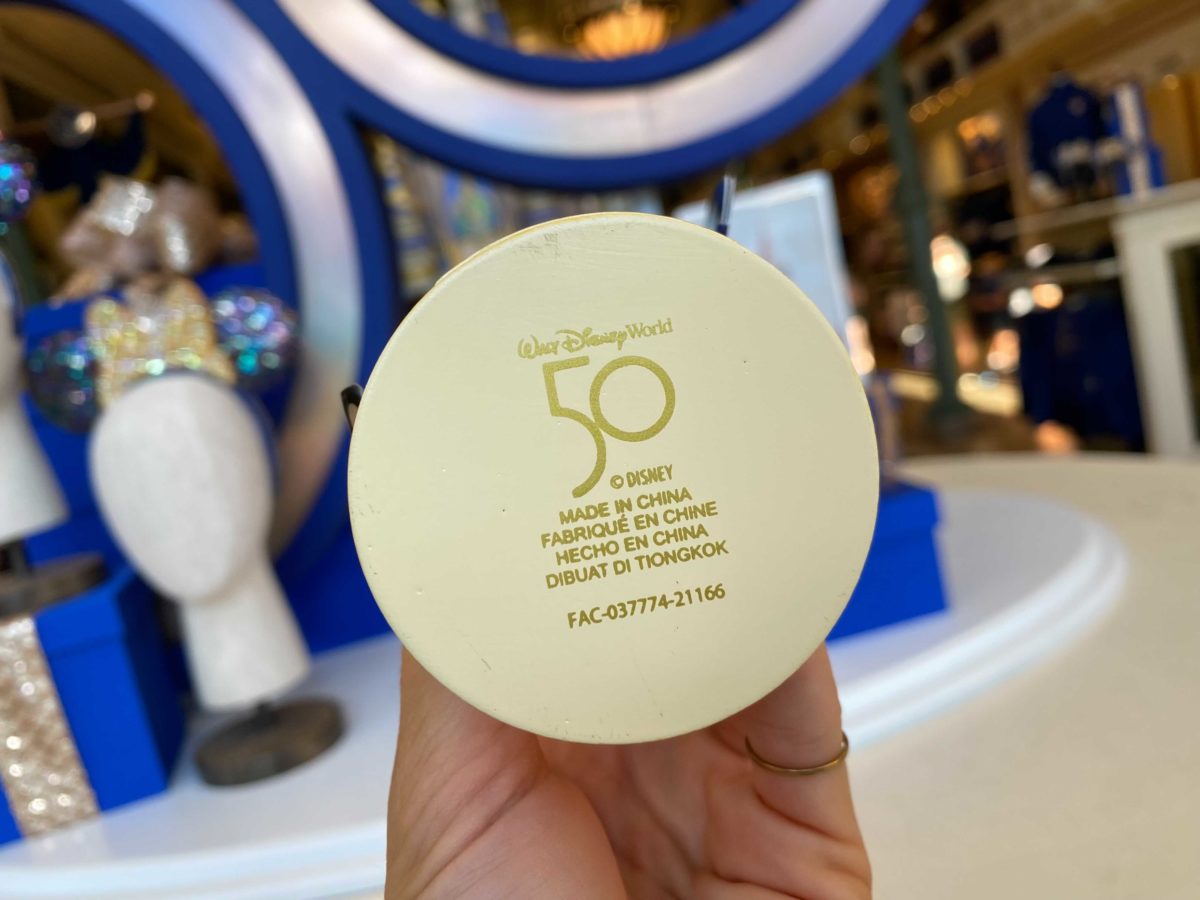 Walt Disney World
50
© DISNEY
MADE IN CHINA
FABRIQUÉ EN CHINE
HECHO EN CHINA
DIBUAT DI TIONGKOK
FAC-037774-21166